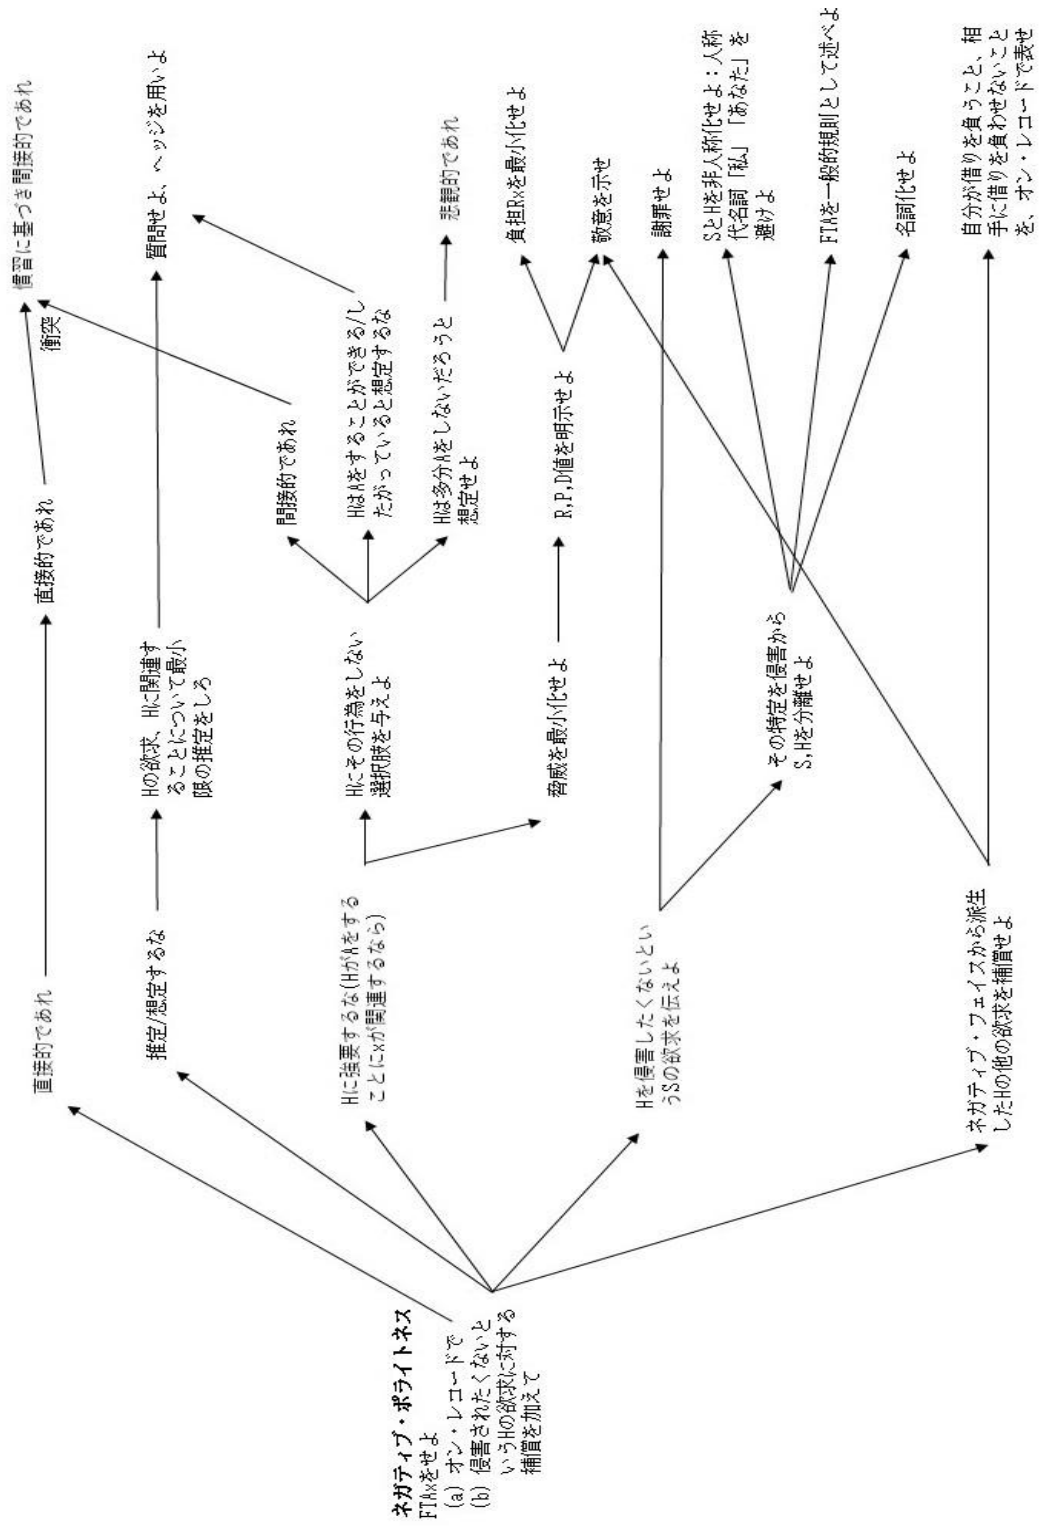 ネガティブ・ポライトネス
FTAxをせよ
(a) オン・レコードで
(b) 侵害されたくないと
いうHの欲求に対する
補償を加えて
直接的であれ
直接的であれ
慣習に基づき間接的であれ
衝突
推定/想定するな
Hの欲求、Hに関連す
ることについて最小
限の推定をしろ
質問せよ、ヘッジを用いよ
Hに強要するな(HがAをする
ことにxが関連するなら)
Hにその行為をしない
選択肢を与えよ
間接的であれ
HはAをすることができる/し
たがっていると想定するな
Hは多分Aをしないだろうと
想定せよ
悲観的であれ
脅威を最小化せよ
R,P,D値を明示せよ
負担Rxを最小化せよ
敬意を示せ
Hを侵害したくないとい
うSの欲求を伝えよ
謝罪せよ
その特定を侵害から
S,Hを分離せよ
SとHを非人称化せよ：人称
代名詞「私」「あなた」を
避けよ
FTAを一般的規則として述べよ
名詞化せよ
ネガティブ・フェイスから派生
したHの他の欲求を補償せよ
自分が借りを負うこと、相
手に借りを負わせないこと
を、オン・レコードで表せ